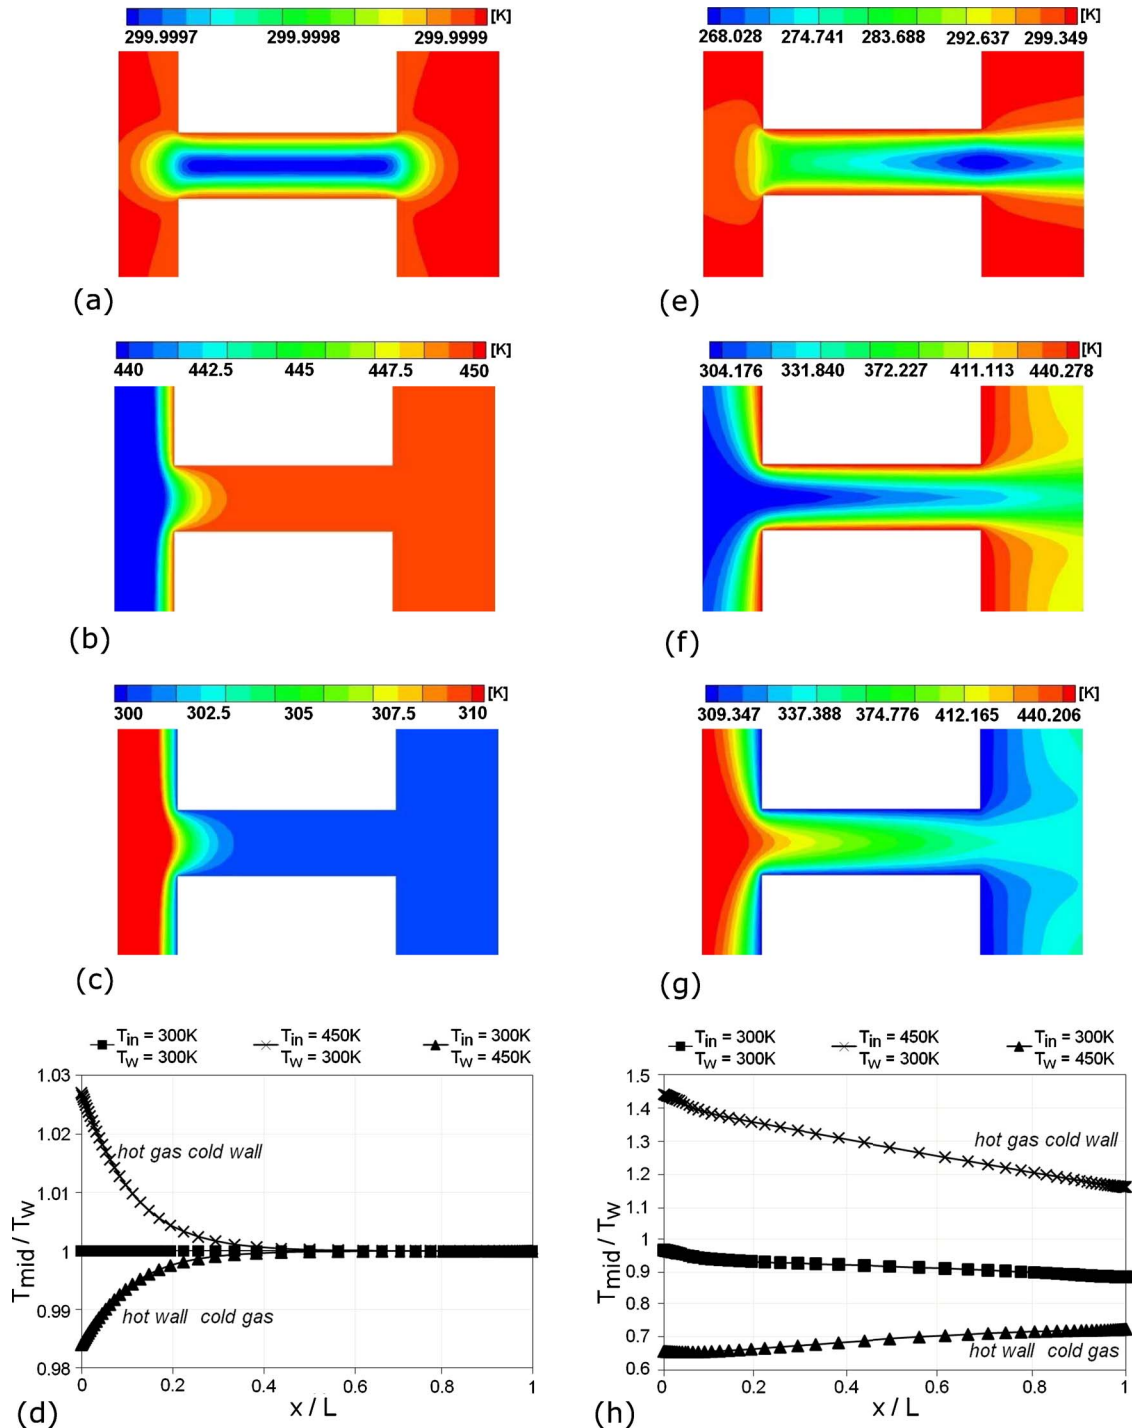 [K]
299.9997 299.9998 299.9999
(a)
[K]
268.028 274.741 283.688 292.637 299.349
(e)
[K]
440 442.5 445 447.5 450
(b)
[K]
304.176 331.840 372.227 411.113 440.278
(f)
[K]
300 302.5 305 307.5 310
(c)
[K]
309.347 337.388 374.776 412.165 440.206
(g)
Tin = 300K Tin = 450K Tin = 300K
Tw = 300K Tw = 300K Tw = 450K
1.03
1.02
1.01
1
0.99
0.98
Tmid / Tw
hot gas cold wall
hot wall cold gas
0 0.2 0.4 0.6 0.8 1
x / L
(d)
Tin = 300K Tin = 450K Tin = 300K
Tw = 300K Tw = 300K Tw = 450K
1.5
1.4
1.3
1.2
1.1
1
0.9
0.8
0.7
0.6
Tmid / Tw
hot gas cold wall
hot wall cold gas
0 0.2 0.4 0.6 0.8 1
x / L
(h)